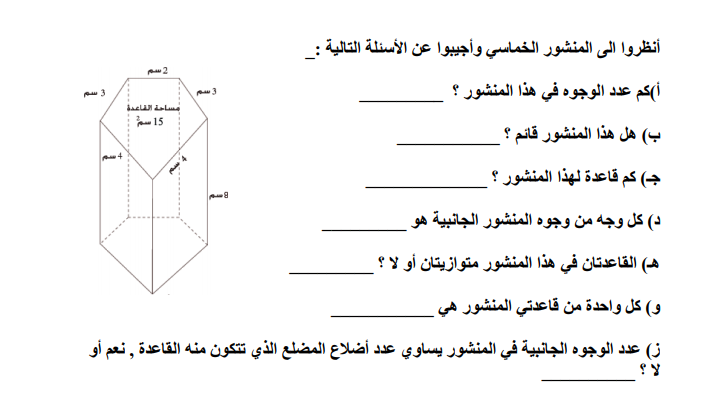 أنظروا الى المنشور الخماسي وأجيبوا عن الأسئلة التالية :_
أ)كم عدد الوجوه في هذا المنشور ؟ __________
ب) هل هذا المنشور قائم ؟ ____________
جـ) كم قاعدة لهذا المنشور ؟ ______________
د) كل وجه من وجوه المنشور الجانبية هو __________
هـ) القاعدتان في هذا المنشور متوازيتان أو لا ؟ __________
و) كل واحدة من قاعدتي المنشور هي ____________
ز) عدد الوجوه الجانبية في المنشور يساوي عدد أضلاع المضلع الذي تتكون منه القاعدة , نعم أو
لا ؟ ___________
2 سم
3 سم
3 سم
مساحة القاعدة
15 سم²
4 سم
4 سم
8 سم